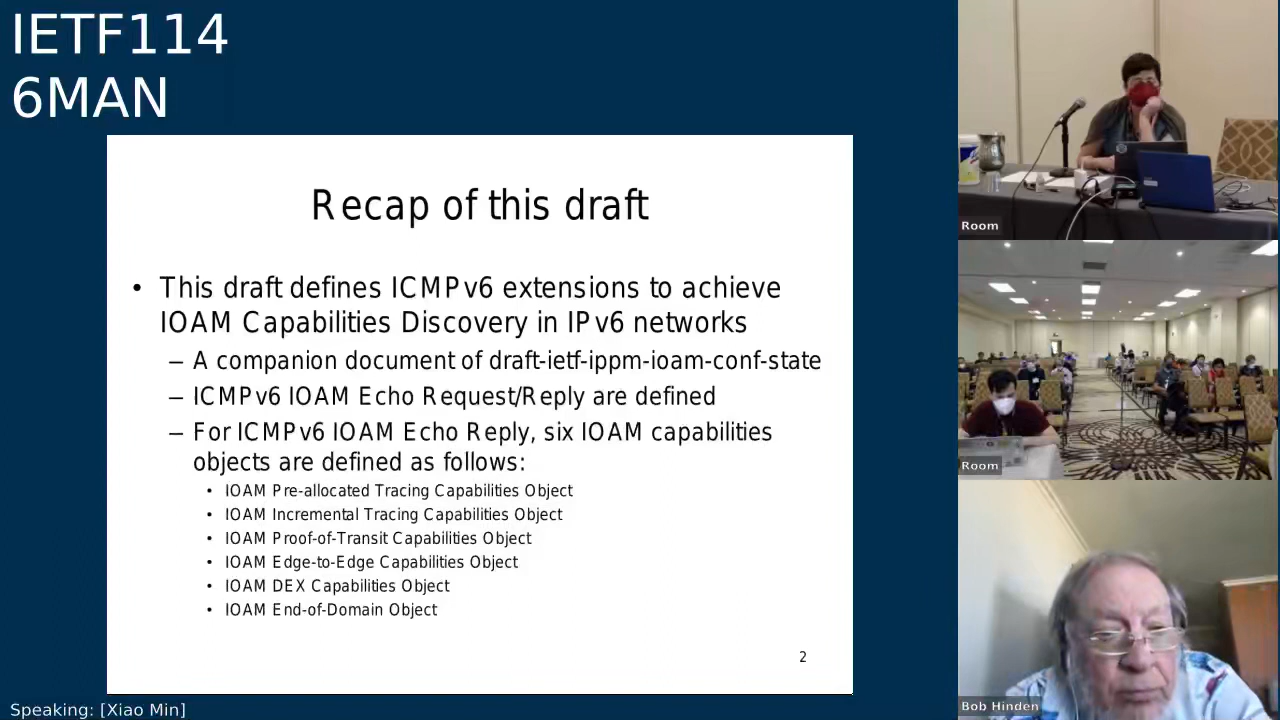 IETF114
6MAN
Recap of this draft
• This draft defines ICMPv6 extensions to achieve
IOAM Capabilities Discovery in IPv6 networks
– A companion document of draft-ietf-ippm-ioam-conf-state
– ICMPv6 IOAM Echo Request/Reply are defined
– For ICMPv6 IOAM Echo Reply, six IOAM capabilities
objects are defined as follows:
• IOAM Pre-allocated Tracing Capabilities Object
• IOAM Incremental Tracing Capabilities Object
• IOAM Proof-of-Transit Capabilities Object
• IOAM Edge-to-Edge Capabilities Object
• IOAM DEX Capabilities Object
• IOAM End-of-Domain Object
2
Speaking: [Xiao Min]
Room
Room
Bob Hinden